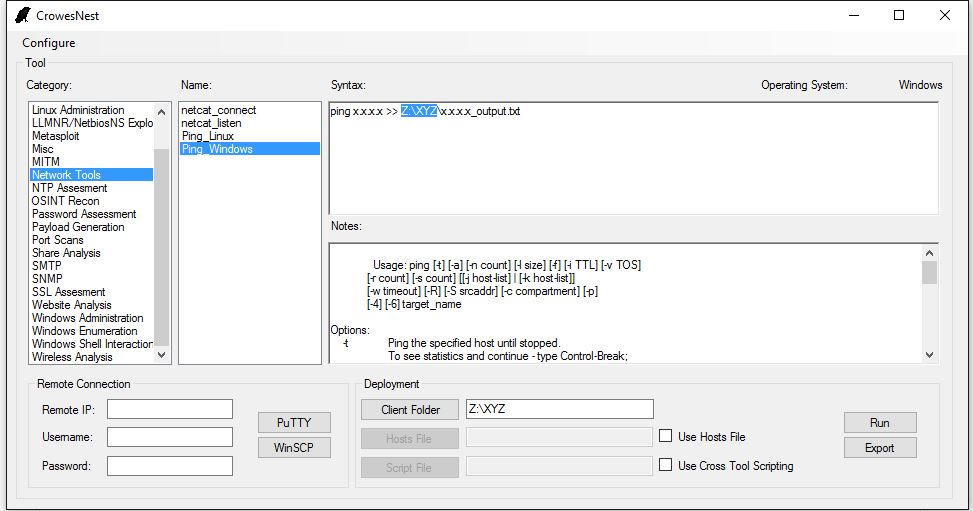 CrowesNest
Configure
Tool
Category:
Name:
Syntax:
Operating System:
Windows
Linux Administration
LLMNR/NetbiosNS Explo
Metasploit
Misc
MITM
Network Tools
NTP Assesment
OSINT Recon
Password Assessment
Payload Generation
Port Scans
Share Analysis
SMTP
SNMP
SSL Assesment
Website Analysis
Windows Administration
Windows Enumeration
Windows Shell Interaction
Wireless Analysis
netcat_connect
netcat_listen
Ping_Linux
Ping_Windows
ping x.x.x.x >> Z:\XYZ\x.x.x.x_output.txt
Notes:
Usage: ping [-t] [-a] [-n count] [-l size] [-f] [-i TTL] [-v TOS]
[-r count] [-s count] [[-j host-list] | [-k host-list]]
[-w timeout] [-R] [-S srcaddr] [-c compartment] [-p]
[-4] [-6] target_name
Options:
-t Ping the specified host until stopped.
To see statistics and continue - type Control-Break;
Remote Connection
Remote IP:
Username:
Password:
PuTTY
WinSCP
Deployment
Client Folder
Z:\XYZ
Hosts File
Use Hosts File
Script File
Use Cross Tool Scripting
Run
Export